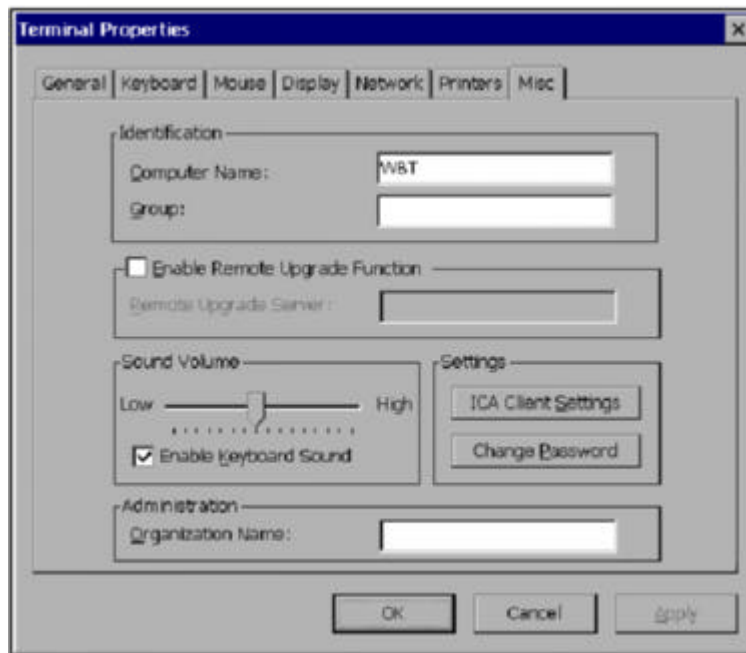 Terminal Properties
General Keyboard Mouse Display Network Printers Misc
Identification
Computer Name: WBT
Group:
Enable Remote Upgrade Function
Remote Upgrade Server:
Sound Volume
Low High
Enable Keyboard Sound
Settings
ICA Client Settings
Change Password
Administration
Organization Name:
OK Cancel Apply